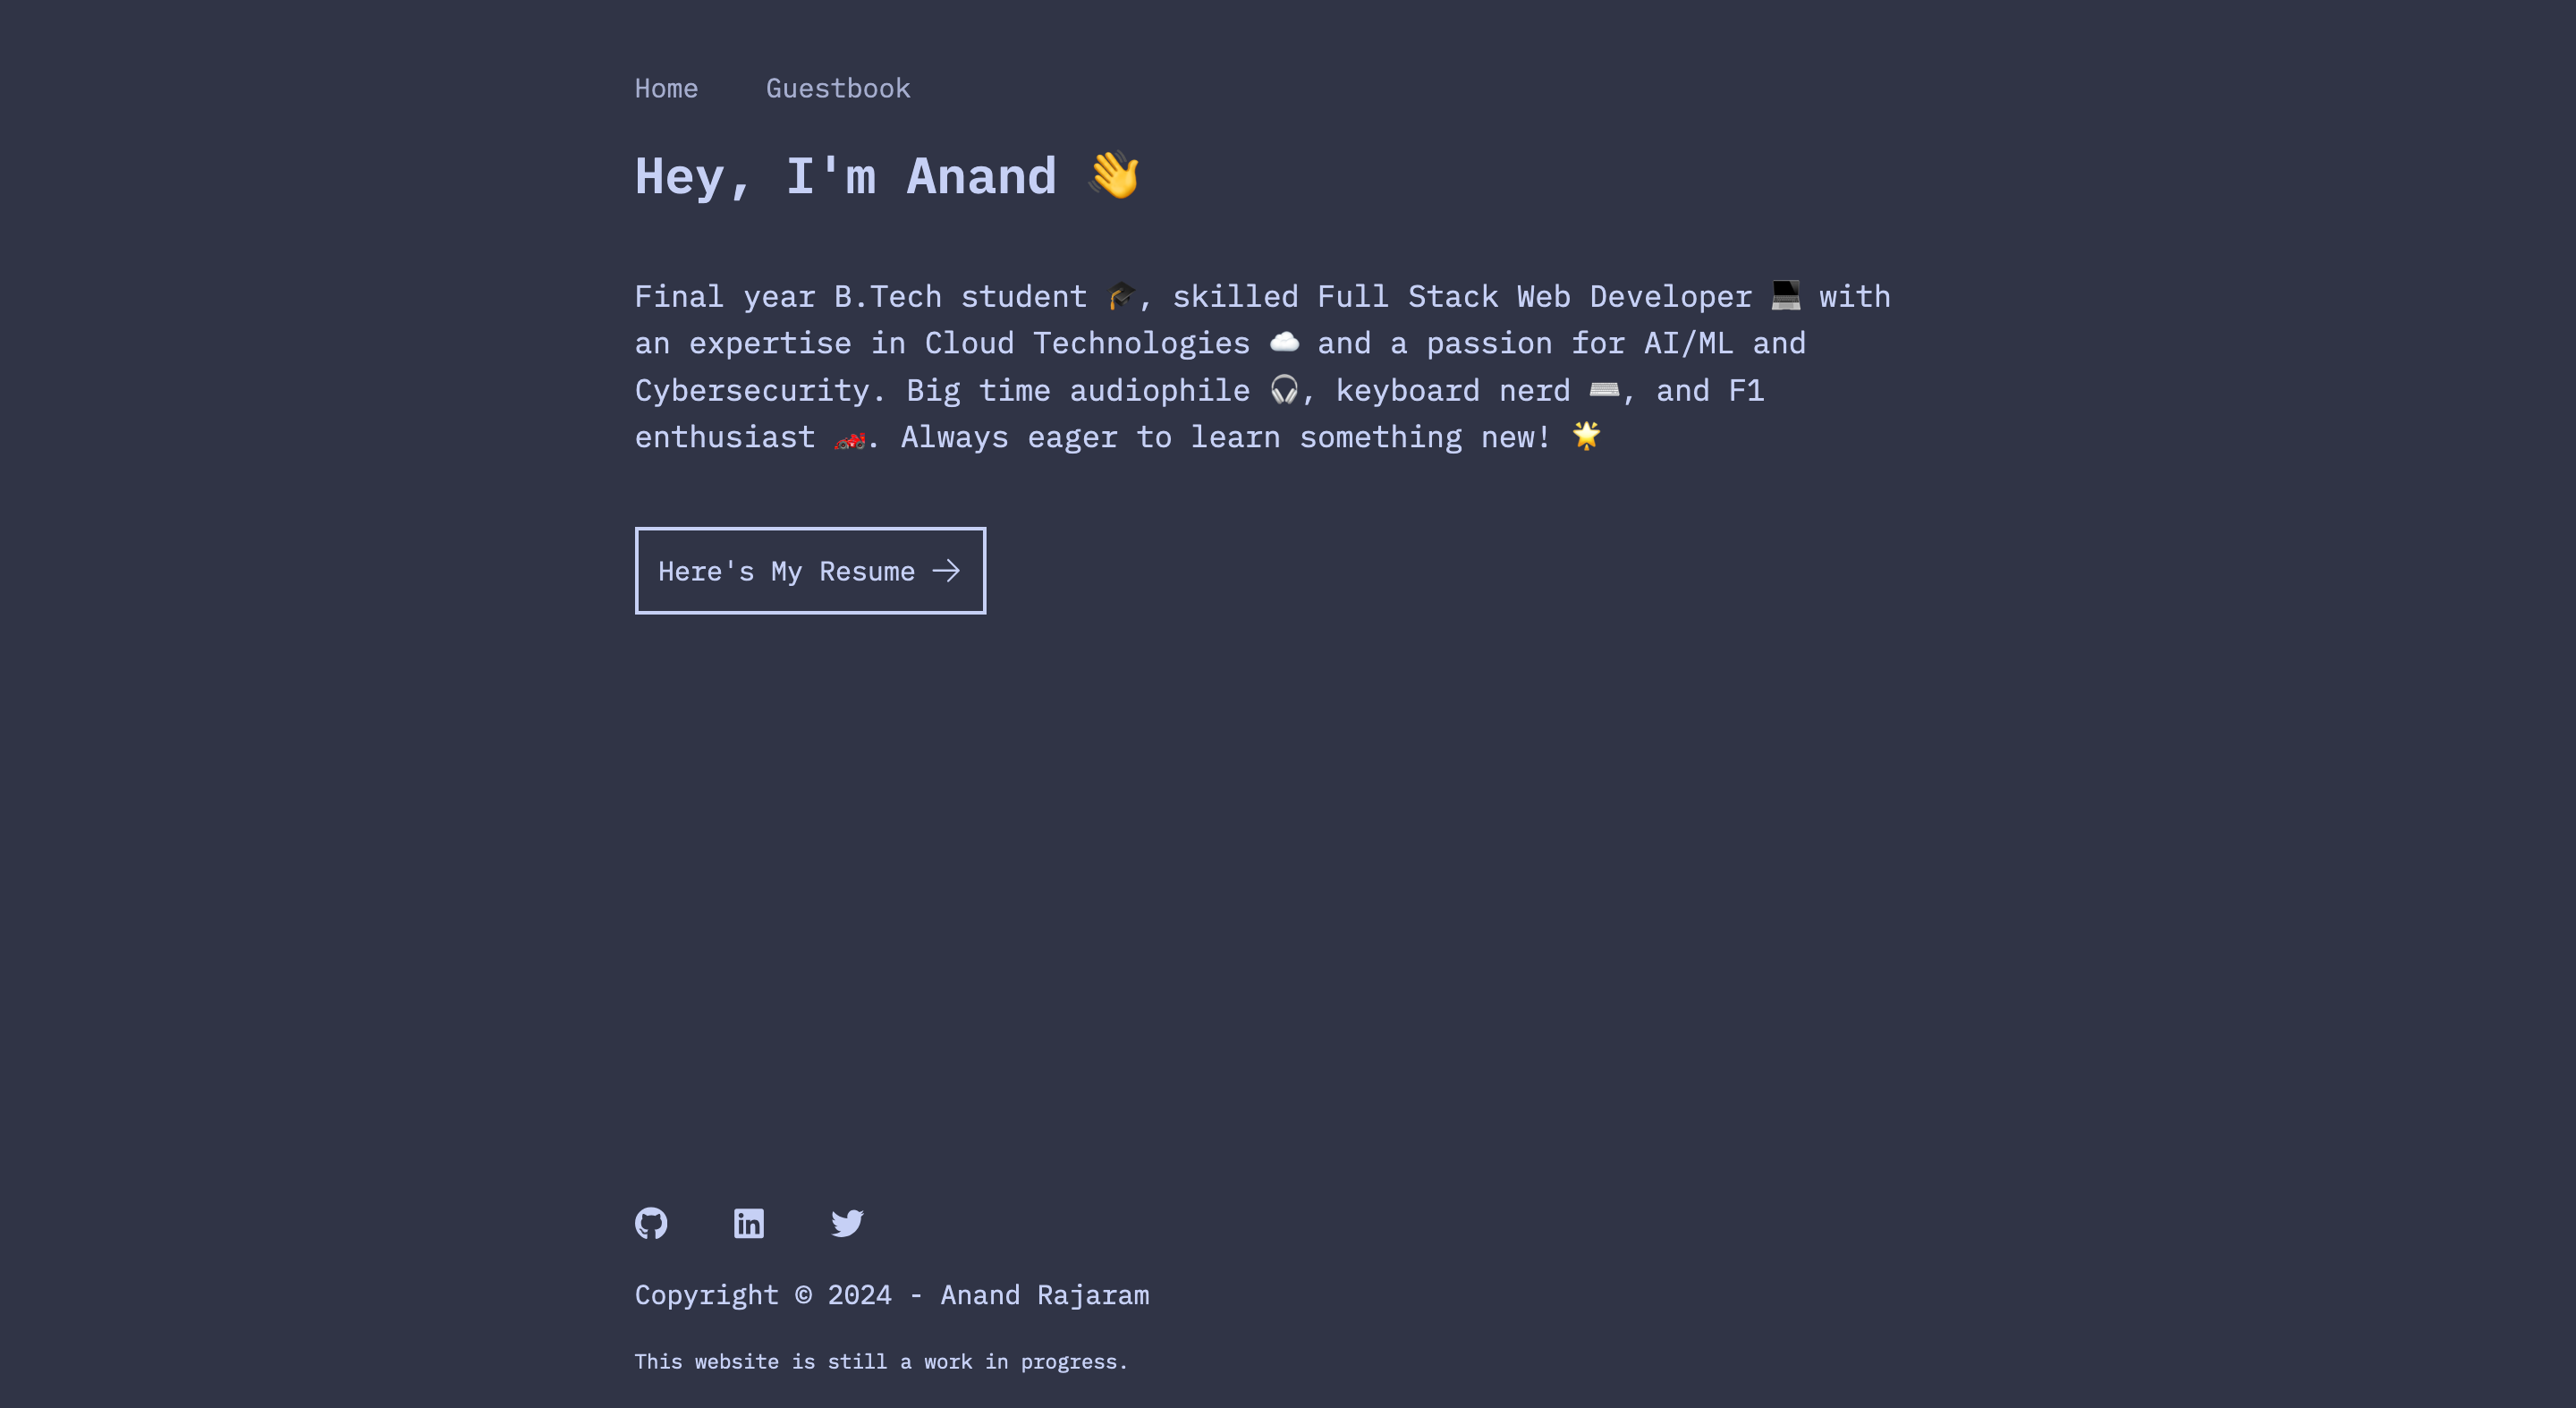 Home Guestbook
Hey, I'm Anand 👋
Final year B.Tech student 🎓, skilled Full Stack Web Developer 💻 with
an expertise in Cloud Technologies ☁️ and a passion for AI/ML and
Cybersecurity. Big time audiophile 🎧, keyboard nerd ⌨️, and F1
enthusiast 🏎️. Always eager to learn something new! 🌟
Here's My Resume →
in
Copyright © 2024 - Anand Rajaram
This website is still a work in progress.